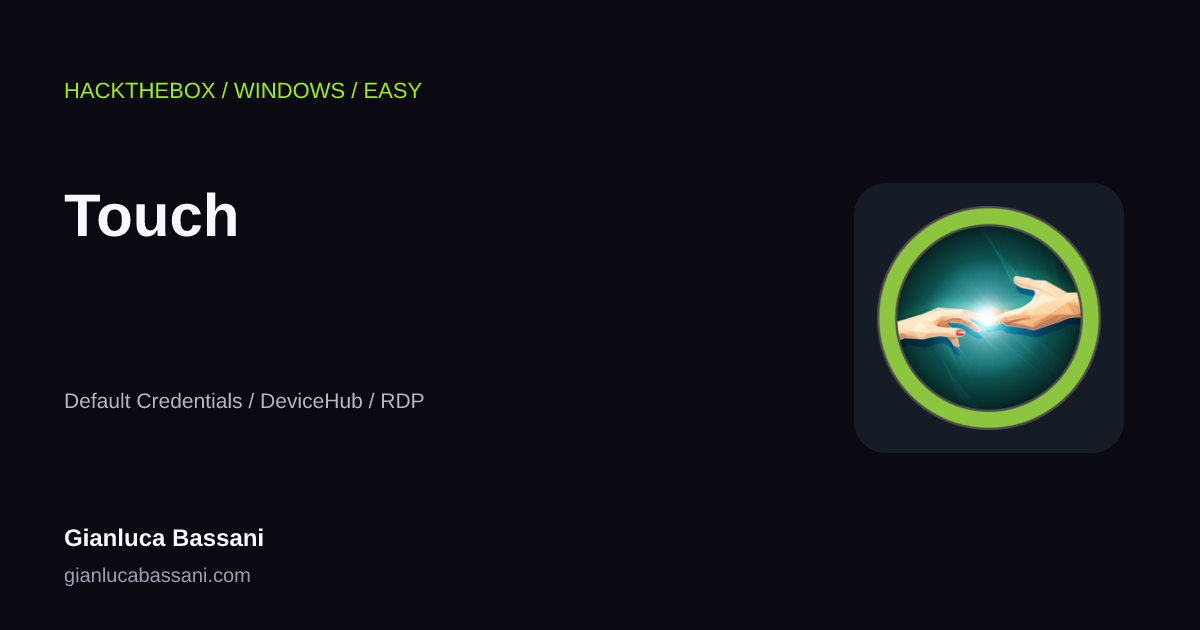 HACKTHEBOX / WINDOWS / EASY
Touch
Default Credentials / DeviceHub / RDP
Gianluca Bassani
gianlucabassani.com